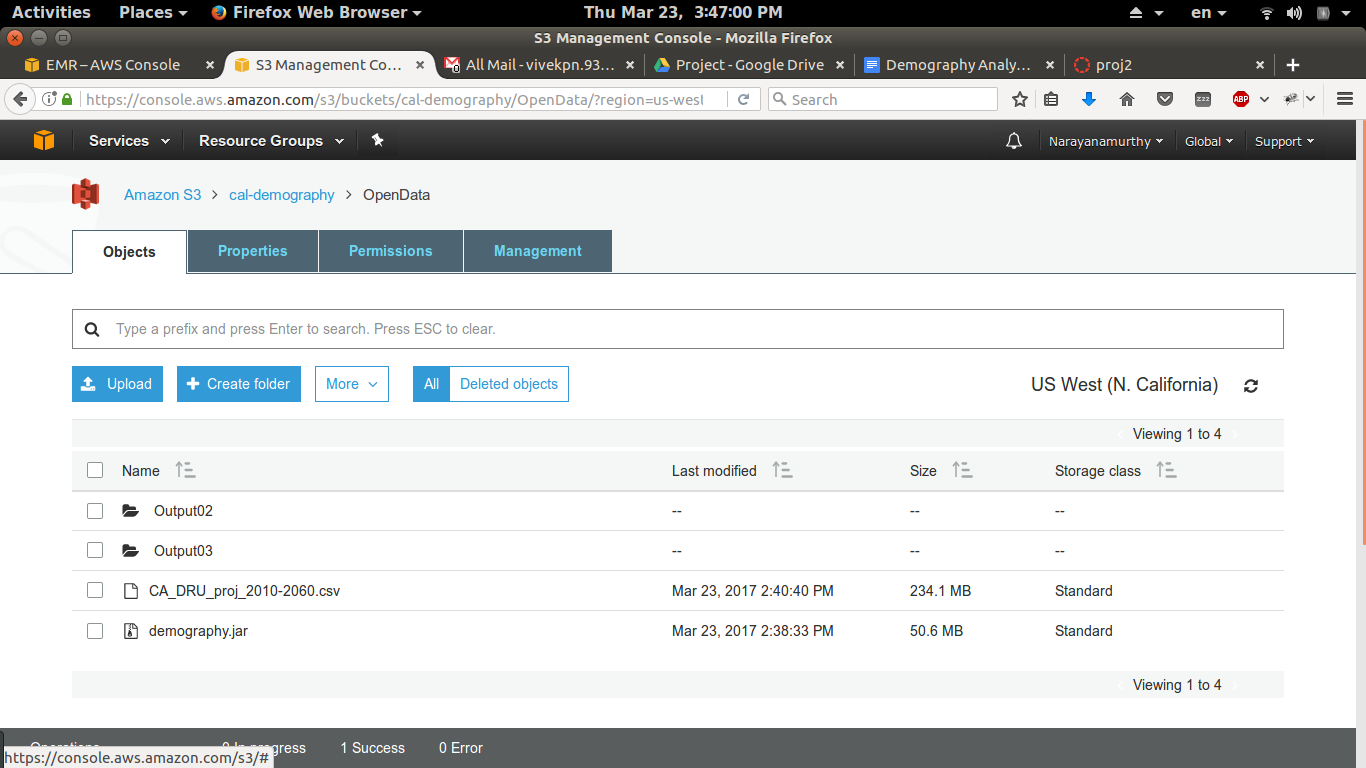 Activities Places Firefox Web Browser Thu Mar 23, 3:47:00 PM en
S3 Management Console - Mozilla Firefox
EMR – AWS Console S3 Management Co... All Mail - vivekpn.93... Project - Google Drive Demography Analy... proj2
https://console.aws.amazon.com/s3/buckets/cal-demography/OpenData/?region=us-west Search ABP
Services Resource Groups Narayanamurthy Global Support
Amazon S3 > cal-demography > OpenData
Objects Properties Permissions Management
Type a prefix and press Enter to search. Press ESC to clear.
Upload Create folder More All Deleted objects US West (N. California)
Viewing 1 to 4
Name Last modified Size Storage class
Output02 -- -- --
Output03 -- -- --
CA_DRU_proj_2010-2060.csv Mar 23, 2017 2:40:40 PM 234.1 MB Standard
demography.jar Mar 23, 2017 2:38:33 PM 50.6 MB Standard
Viewing 1 to 4
Operations 0 In progress 1 Success 0 Error
https://console.aws.amazon.com/s3/#